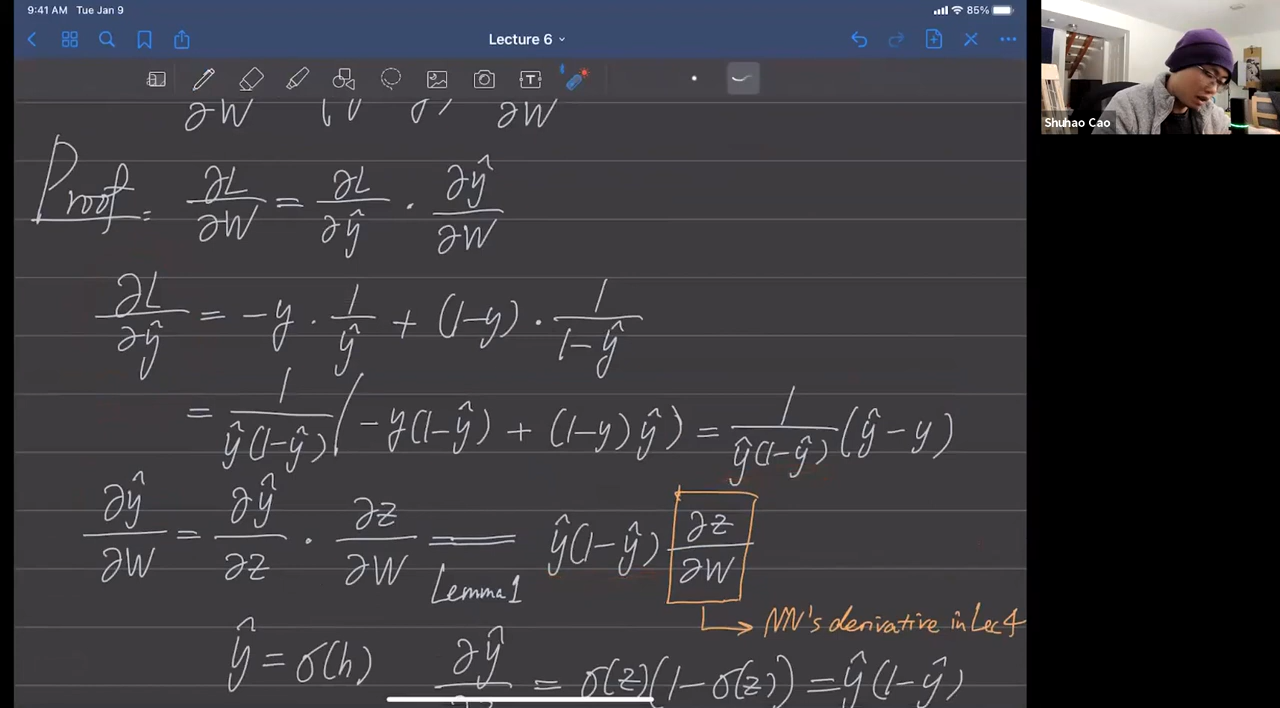 9:41 AM Tue Jan 9
85%
Lecture 6
Shuhao Cao
∂W ∂W
Proof: ∂L/∂W = ∂L/∂ŷ · ∂ŷ/∂W
∂L/∂ŷ = -y · 1/ŷ + (1-y) · 1/(1-ŷ)
= 1/(ŷ(1-ŷ)) (-y(1-ŷ) + (1-y)ŷ) = 1/(ŷ(1-ŷ)) (ŷ-y)
∂ŷ/∂W = ∂ŷ/∂z · ∂z/∂W = ŷ(1-ŷ) ∂z/∂W
Lemma 1
NN's derivative in Lec 4
ŷ = σ(h) ∂ŷ = σ(z)(1-σ(z)) = ŷ(1-ŷ)